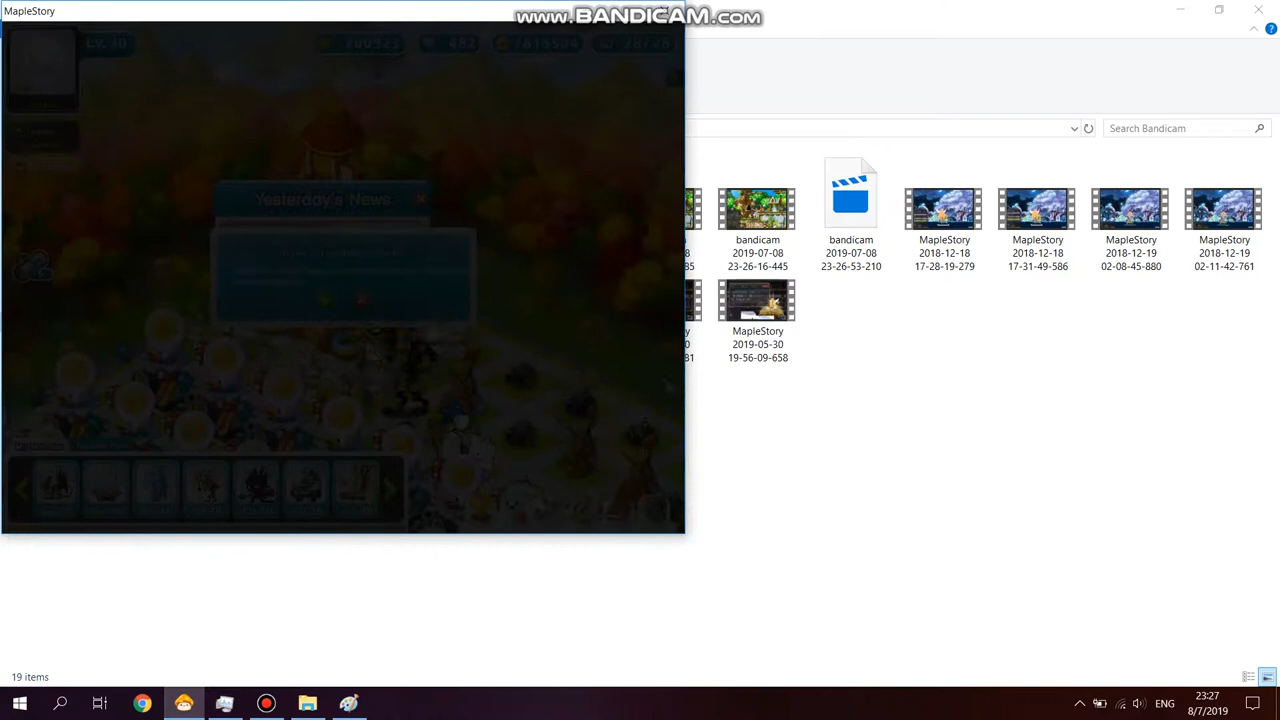 MapleStory
www.BANDICAM.com
LV. 30
Yesterday's News
Search Bandicam
bandicam
2019-07-08
23-26-16-445
bandicam
2019-07-08
23-26-53-210
MapleStory
2018-12-18
17-28-19-279
MapleStory
2018-12-18
17-31-49-586
MapleStory
2018-12-19
02-08-45-880
MapleStory
2018-12-19
02-11-42-761
MapleStory
2019-05-30
19-56-09-658
19 items
ENG
23:27
8/7/2019